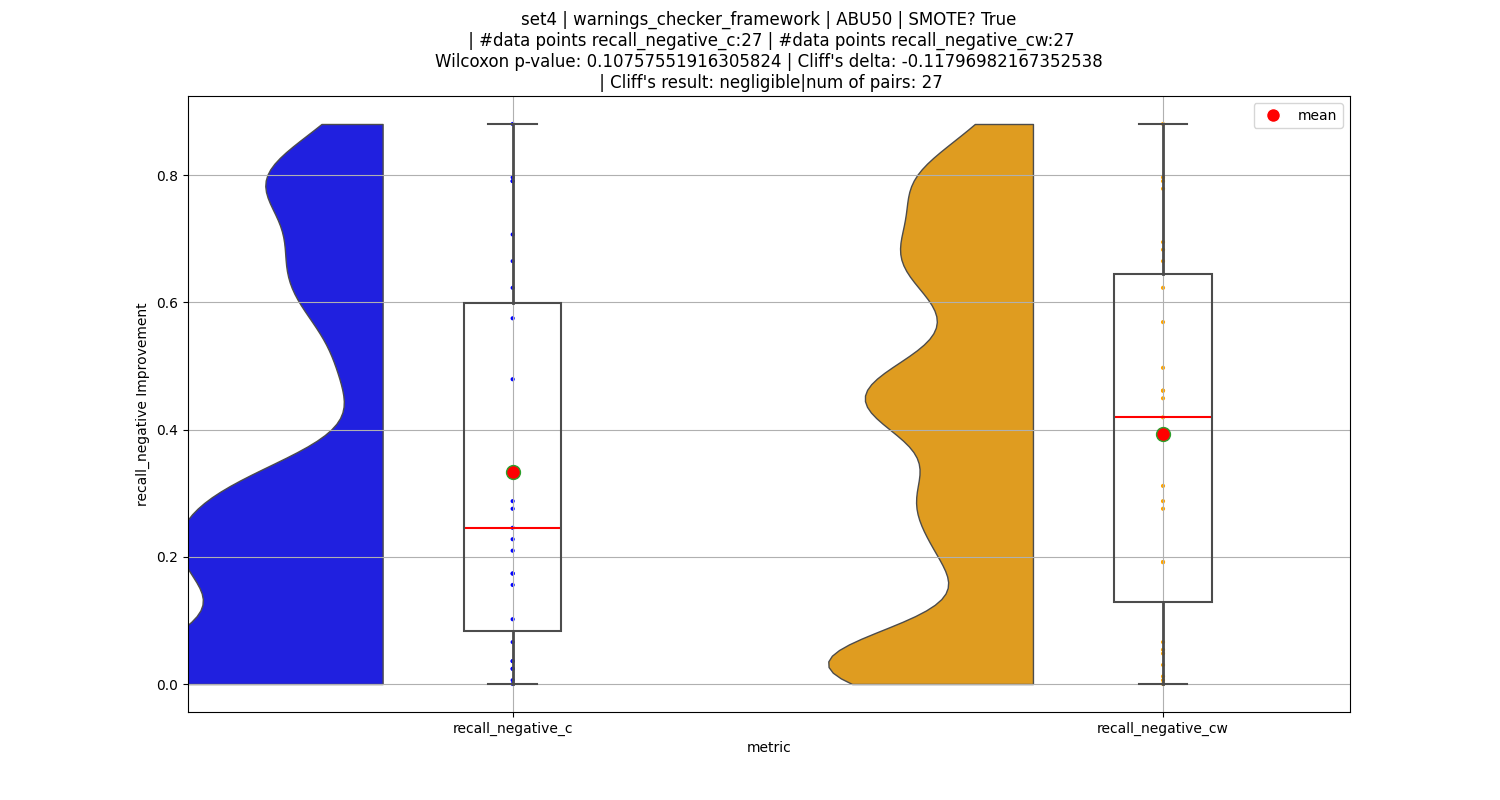 set4 | warnings_checker_framework | ABU50 | SMOTE? True
| #data points recall_negative_c:27 | #data points recall_negative_cw:27
Wilcoxon p-value: 0.10757551916305824 | Cliff's delta: -0.11796982167352538
| Cliff's result: negligible|num of pairs: 27
mean
0.8
0.6
0.4
0.2
0.0
recall_negative Improvement
recall_negative_c
recall_negative_cw
metric